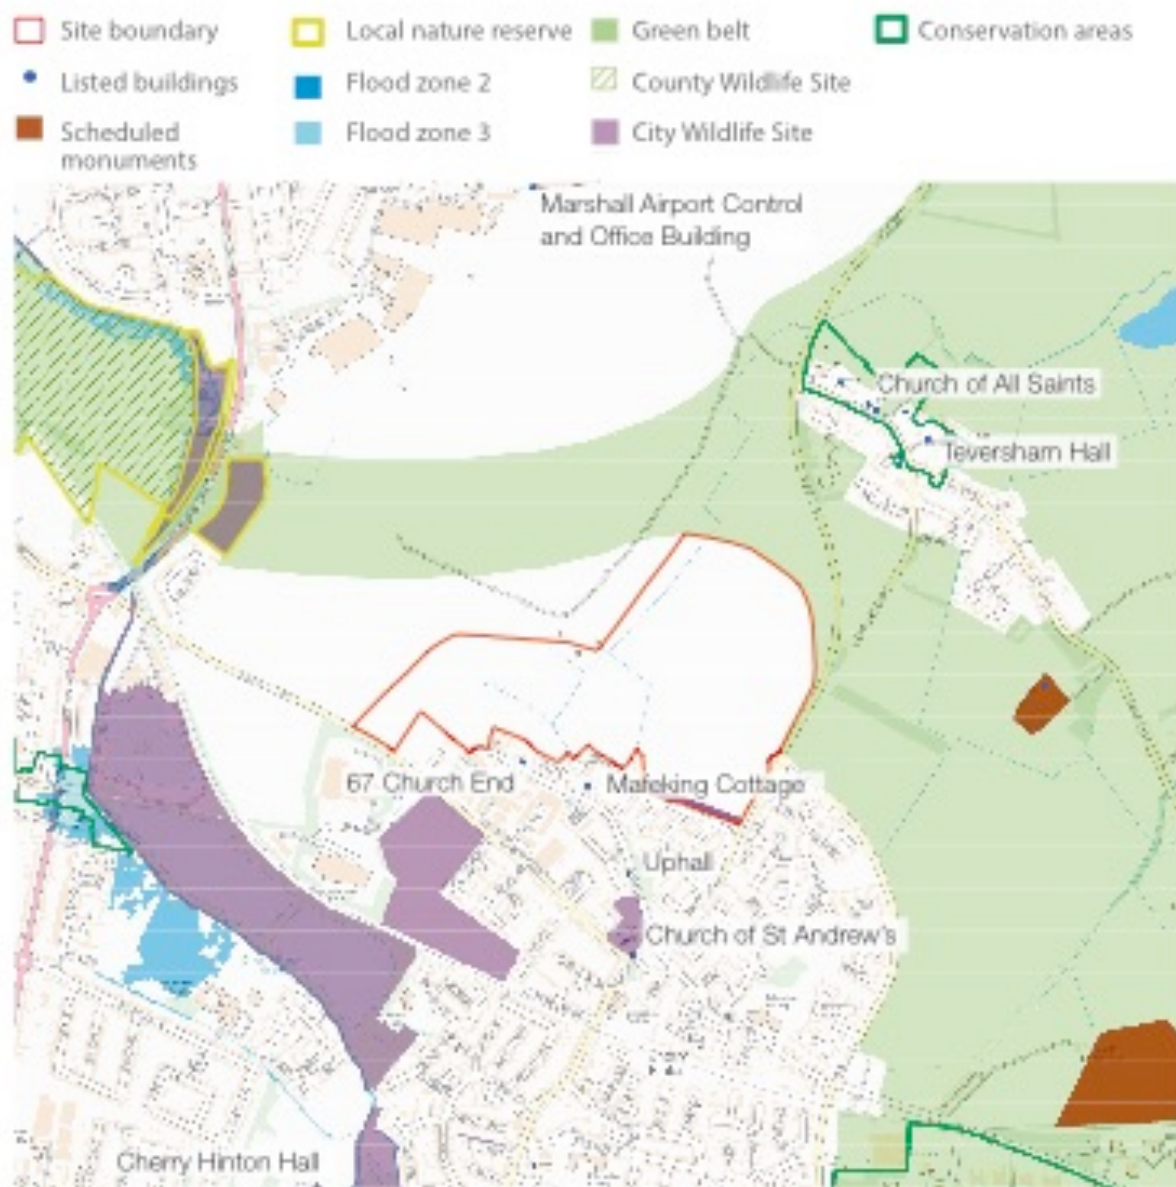 Site boundary
Local nature reserve
Green belt
Conservation areas
Listed buildings
Flood zone 2
County Wildlife Site
Scheduled
monuments
Flood zone 3
City Wildlife Site
Marshall Airport Control
and Office Building
Church of All Saints
Teversham Hall
67 Church End
Mafeking Cottage
Uphall
Church of St Andrew's
Cherry Hinton Hall